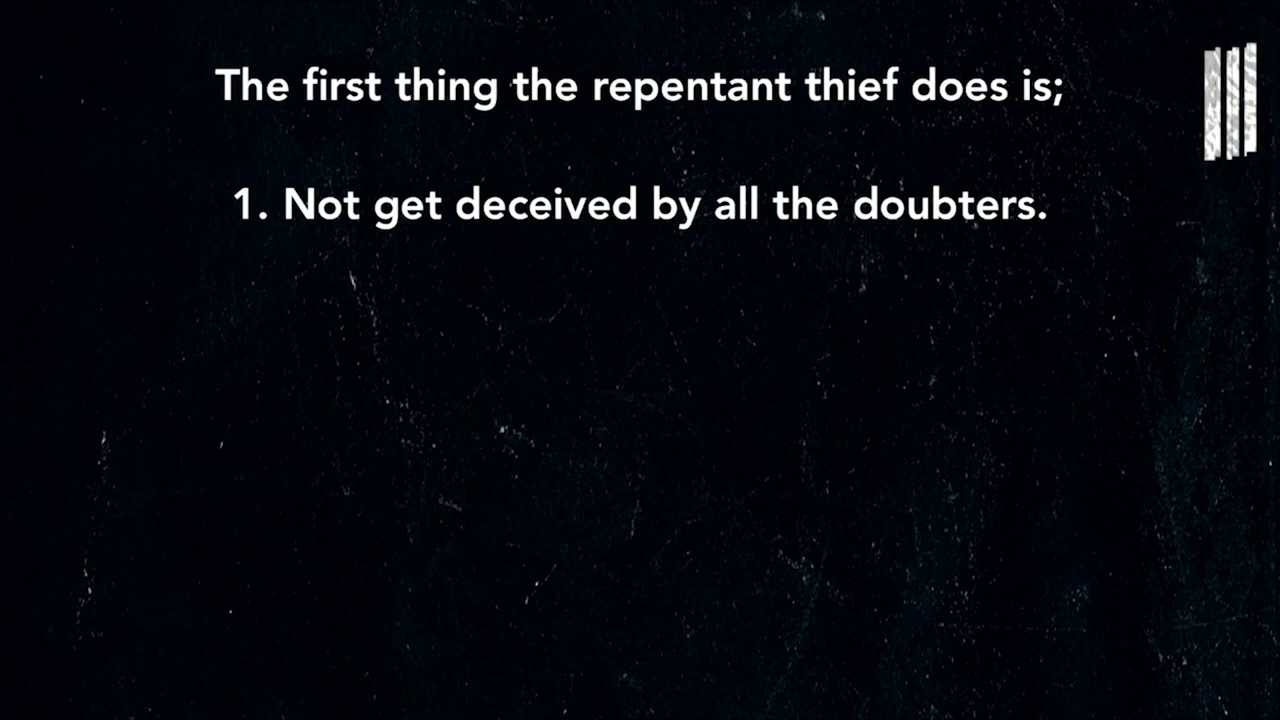 The first thing the repentant thief does is;
1. Not get deceived by all the doubters.